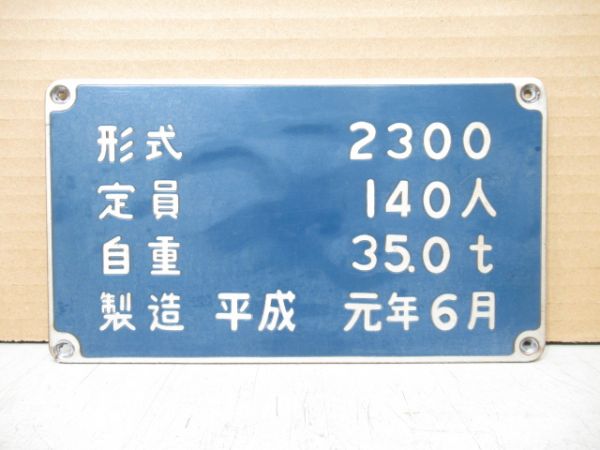 形式 2300
定員 140人
自重 35.0t
製造 平成 元年6月